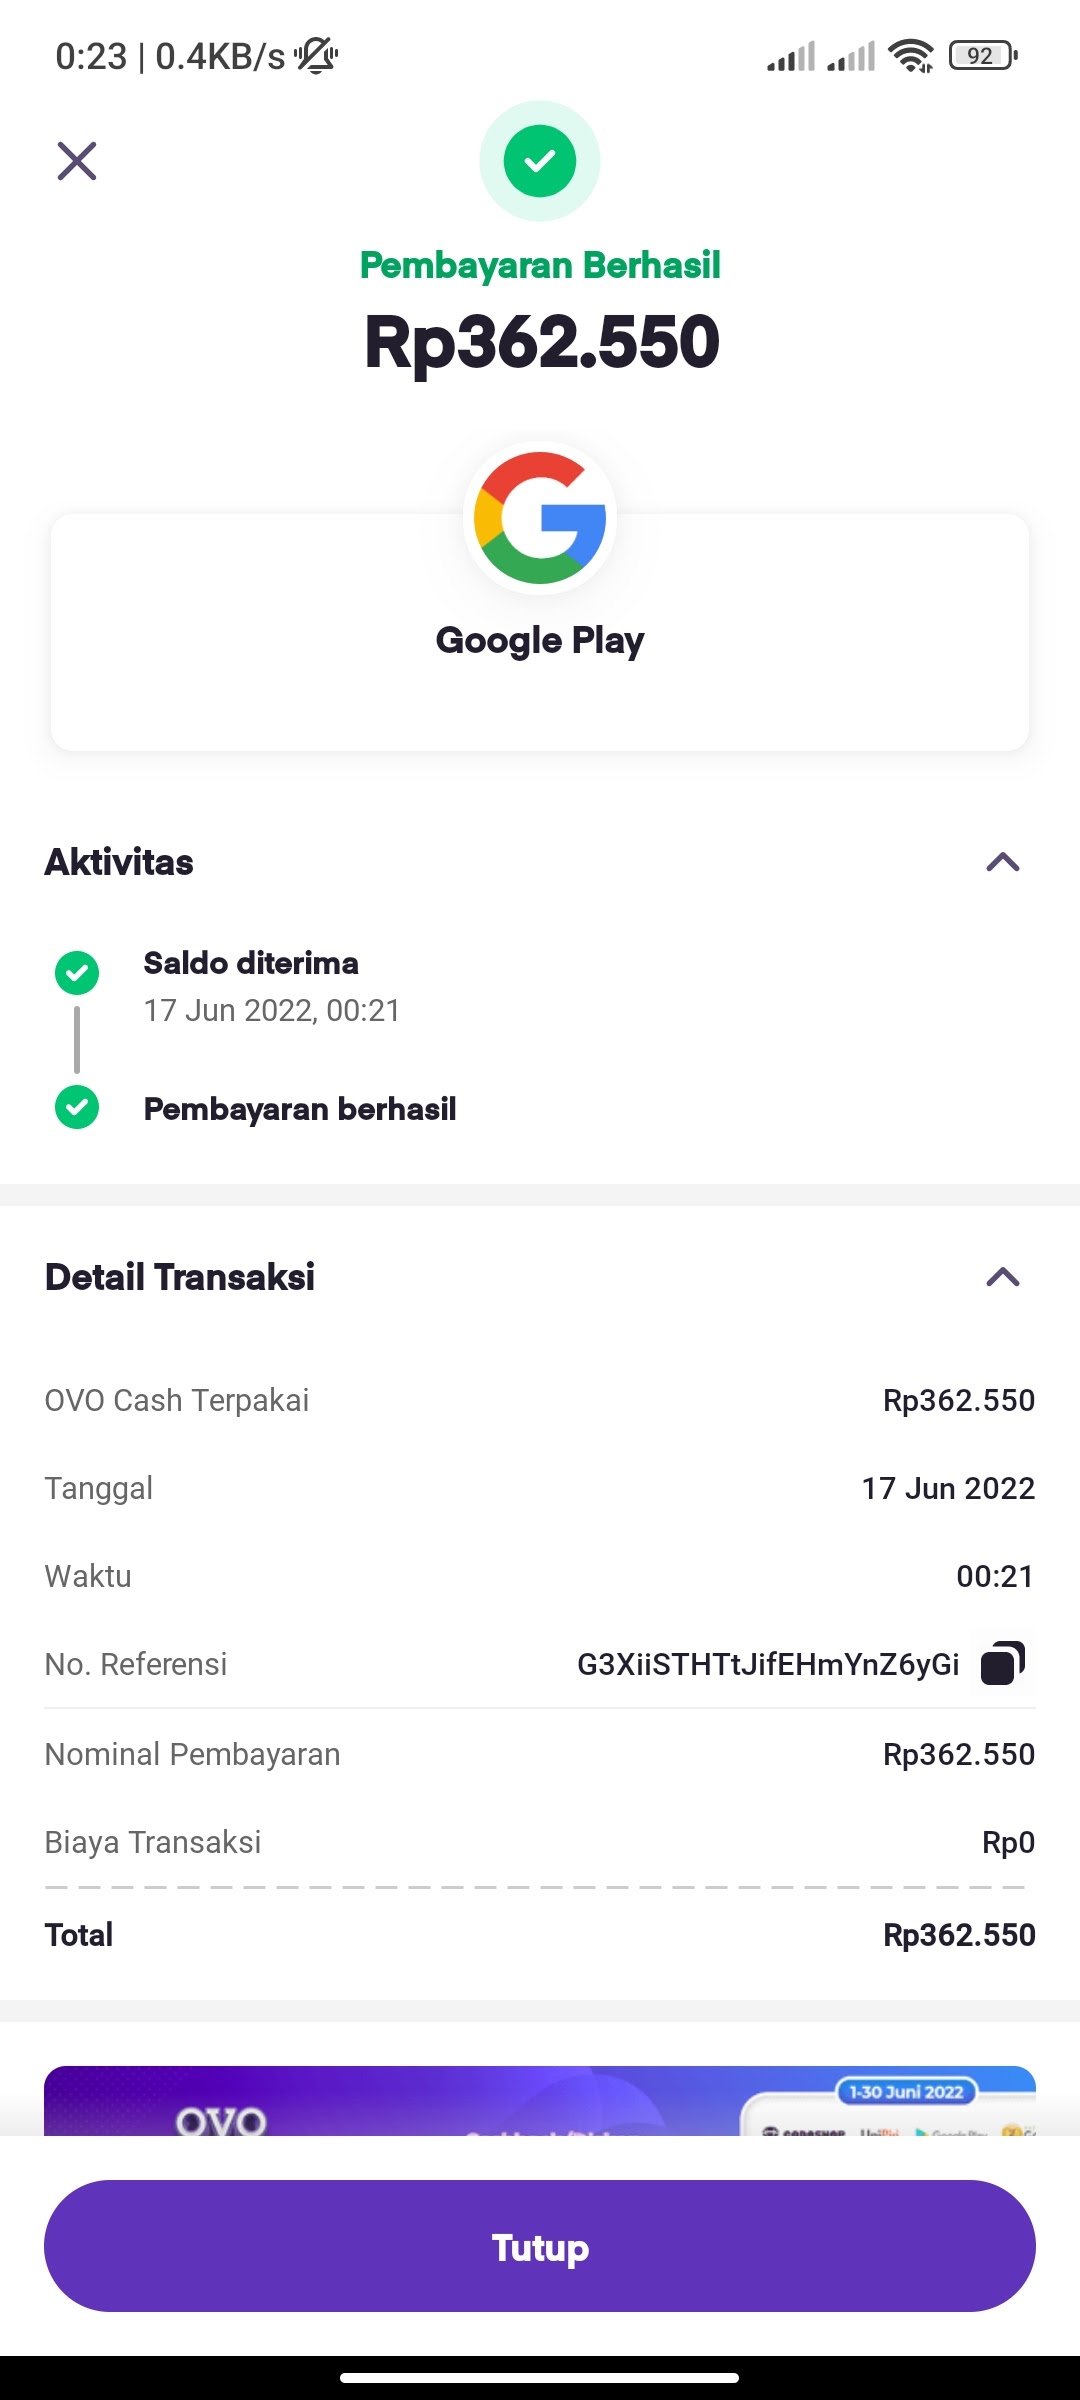 0:23 | 0.4KB/s
92
Pembayaran Berhasil
Rp362.550
Google Play
Aktivitas
Saldo diterima
17 Jun 2022, 00:21
Pembayaran berhasil
Detail Transaksi
OVO Cash Terpakai Rp362.550
Tanggal 17 Jun 2022
Waktu 00:21
No. Referensi G3XiiSTHTtJifEHmYnZ6yGi
Nominal Pembayaran Rp362.550
Biaya Transaksi Rp0
Total Rp362.550
1-30 Juni 2022
OVO
Tutup